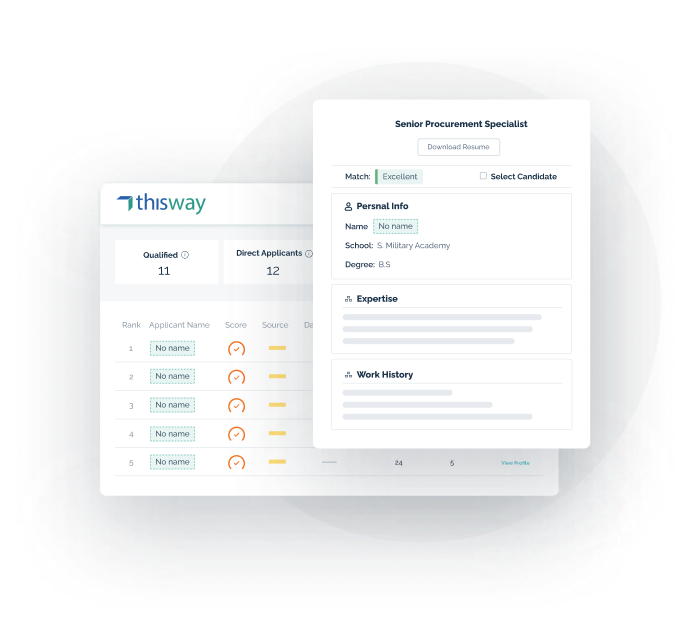 Senior Procurement Specialist
Download Resume
Match: Excellent Select Candidate
Persnal Info
Name No name
School: S. Military Academy
Degree: B.S
Expertise
Work History
thisway
Qualified
11
Direct Applicants
12
Rank Applicant Name Score Source Da
1 No name
2 No name
3 No name
4 No name
5 No name 24 5 View Profile